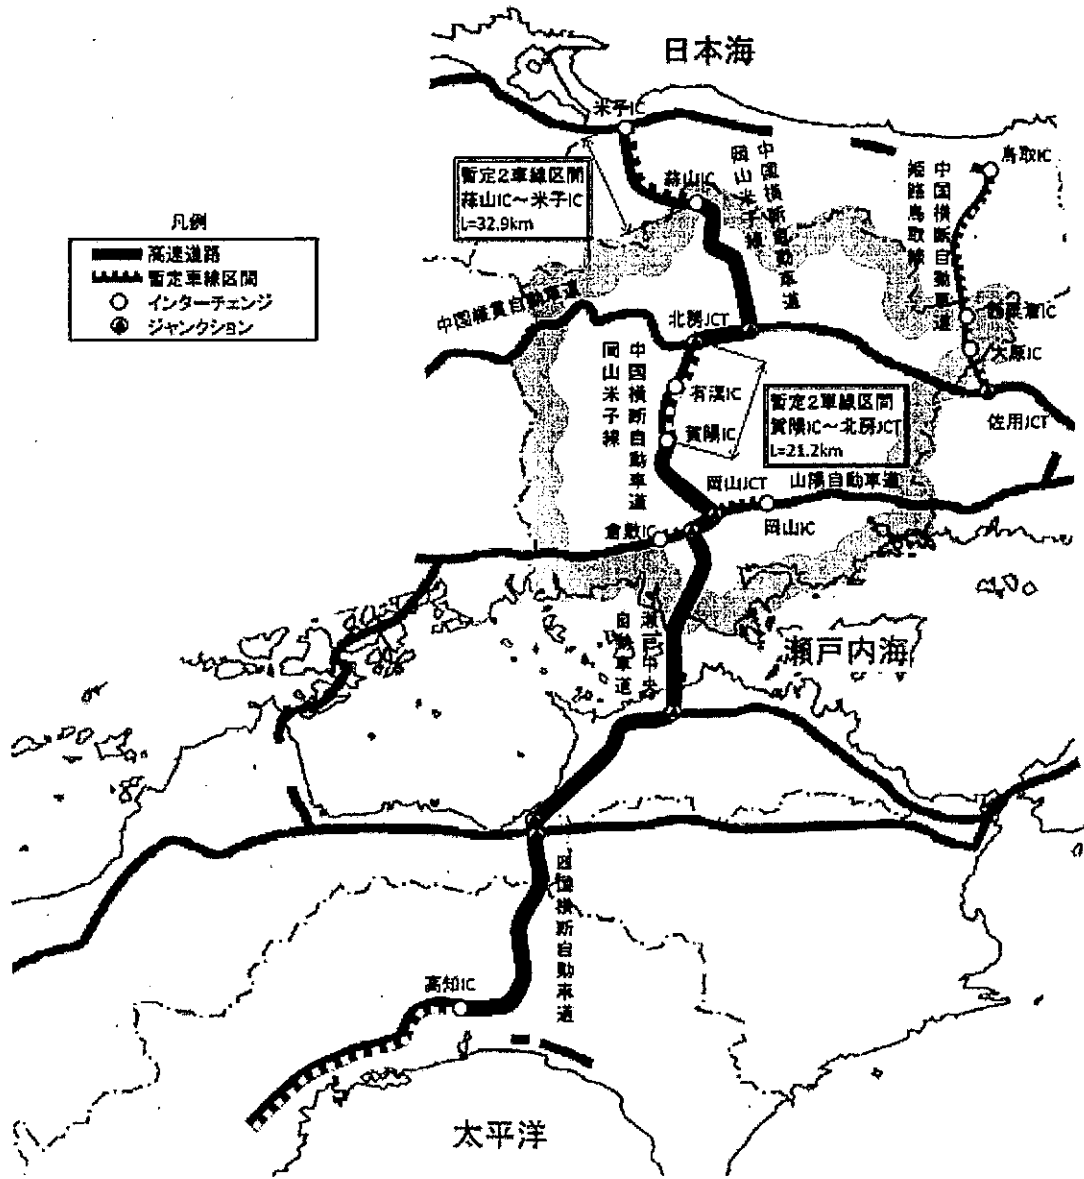 日本海
米子IC
鳥取IC
暫定2車線区間
蒜山IC~米子IC
L=32.9km
蒜山IC
中国横断自動車道
岡山米子線
中国横断自動車道
姫路鳥取線
凡例
高速道路
暫定車線区間
インターチェンジ
ジャンクション
中国縦貫自動車道
北房JCT
西粟倉IC
大原IC
中国横断自動車道
岡山米子線
有漢IC
賀陽IC
暫定2車線区間
賀陽IC~北房JCT
L=21.2km
佐用JCT
岡山JCT
山陽自動車道
倉敷IC
岡山IC
瀬戸中央
自動車道
瀬戸内海
四国横断自動車道
高知IC
太平洋